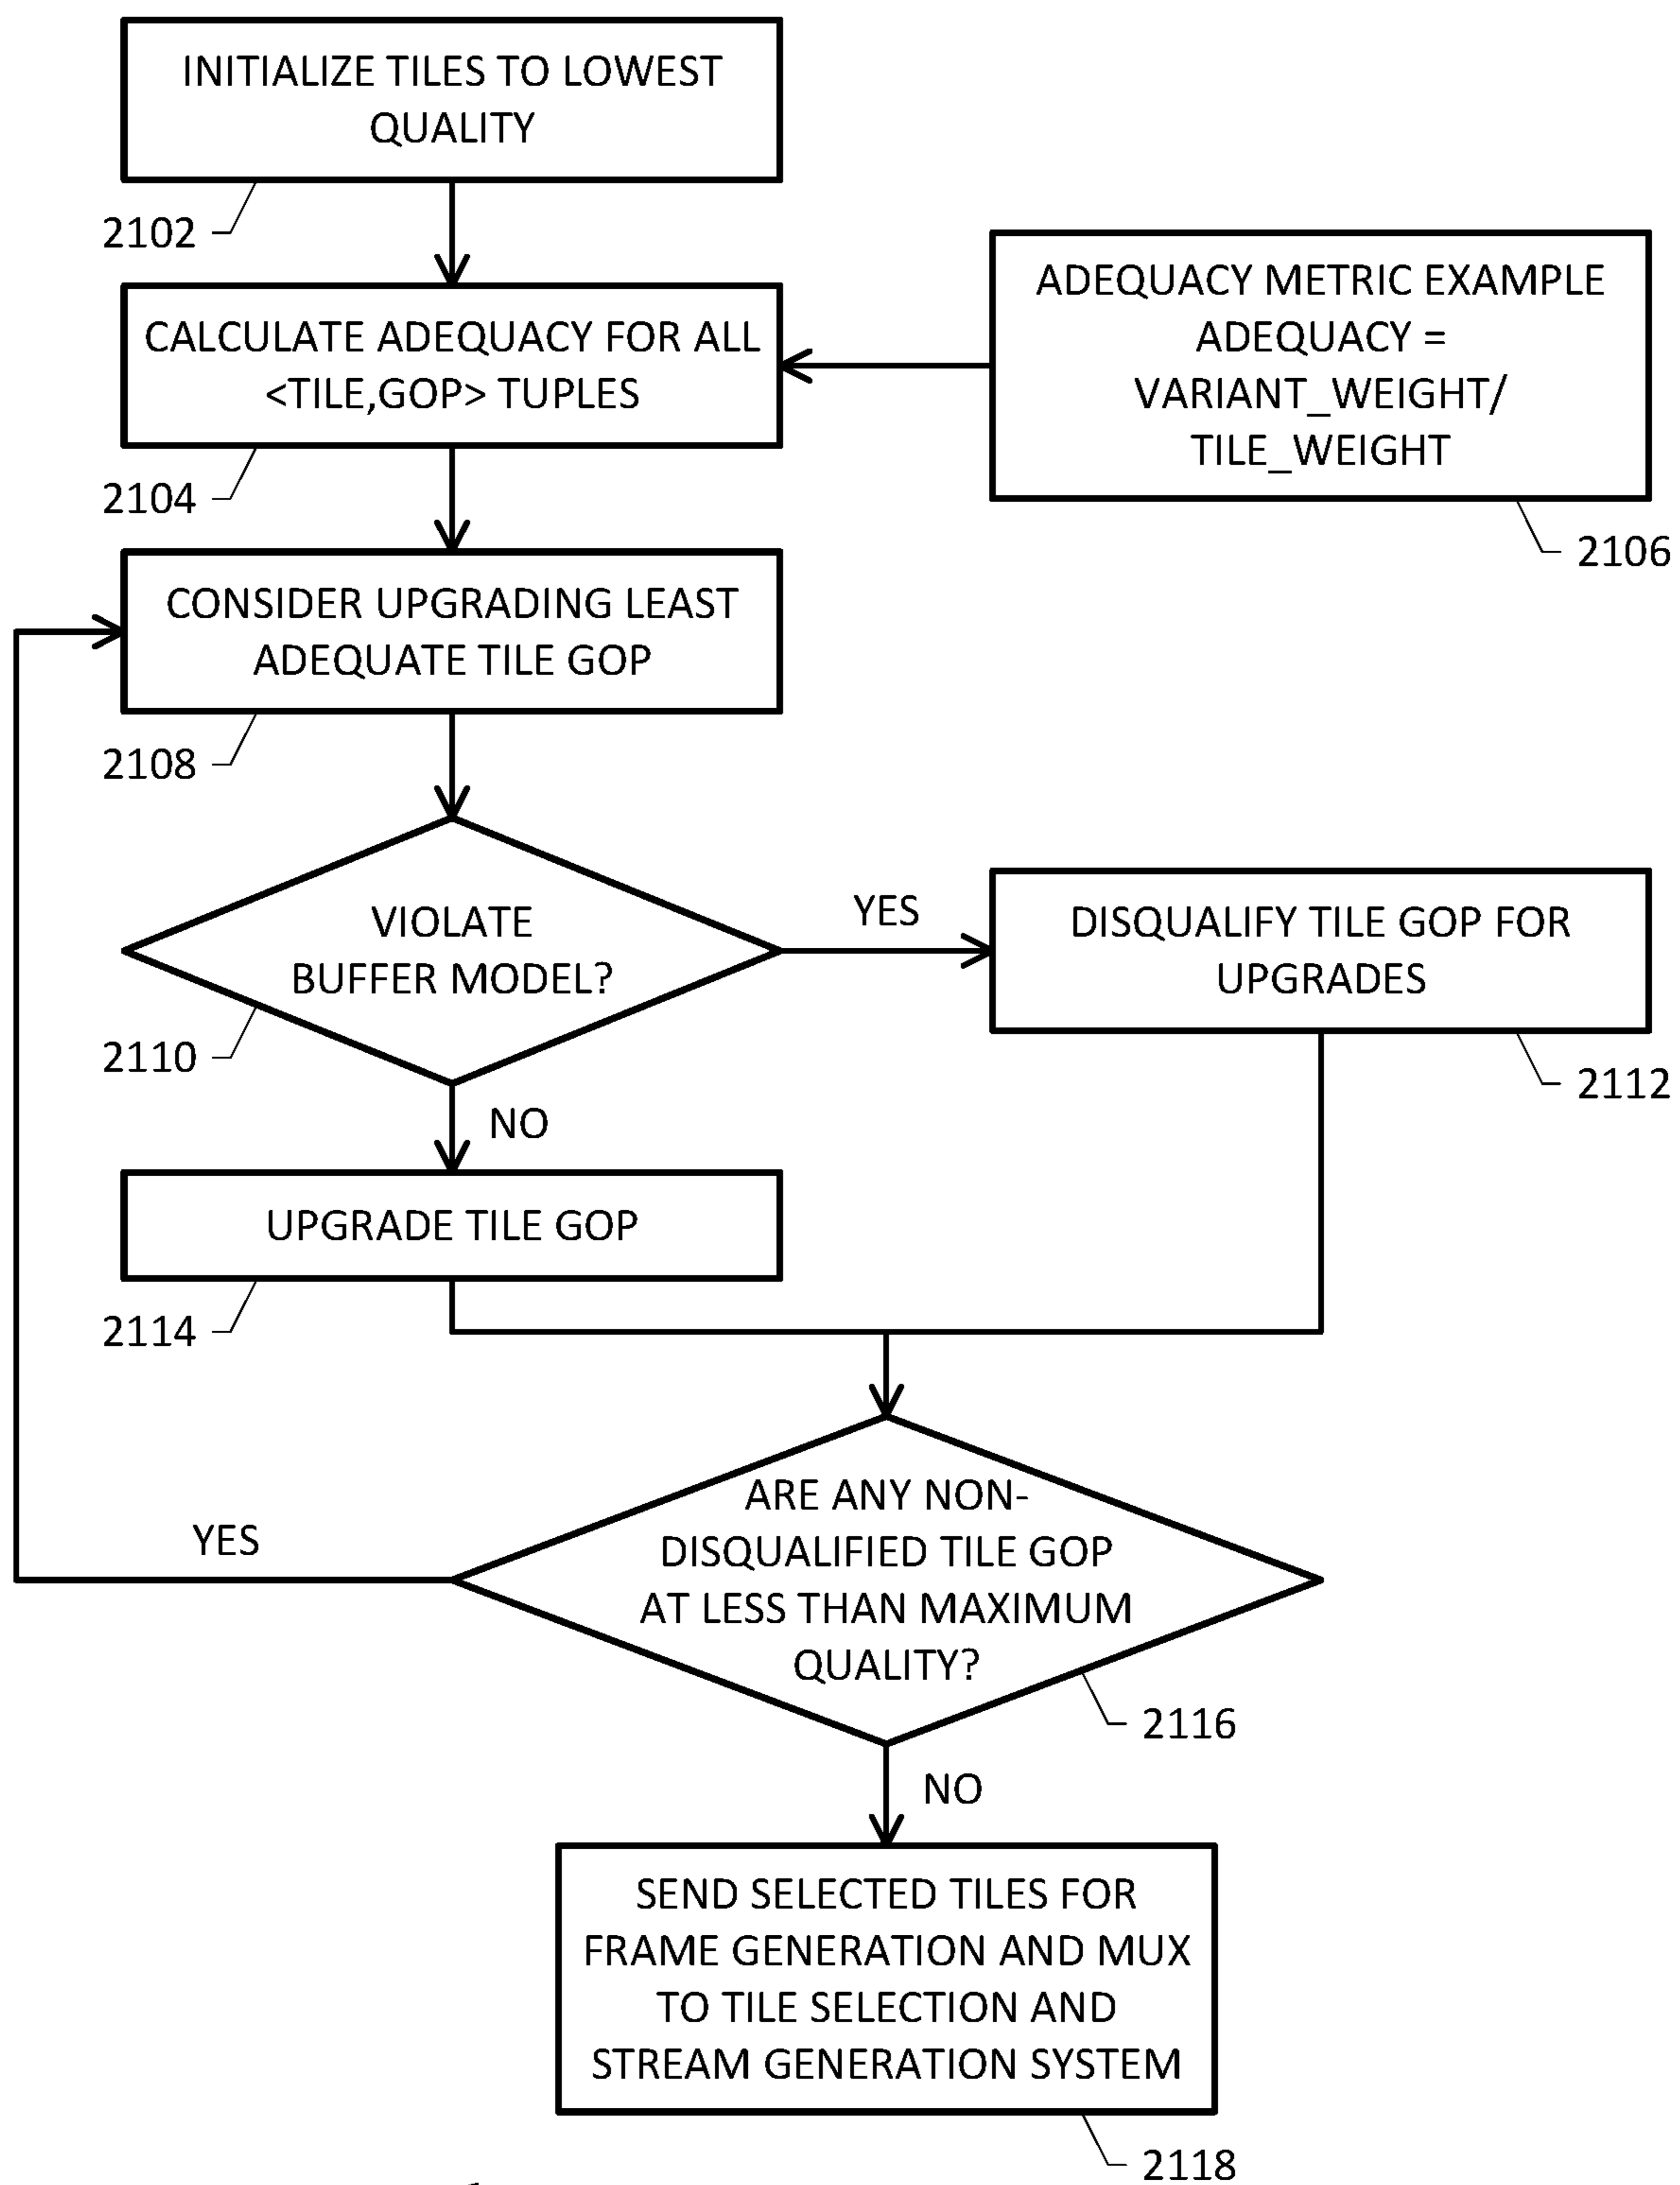 INITIALIZE TILES TO LOWEST
QUALITY
2102
CALCULATE ADEQUACY FOR ALL
<TILE,GOP> TUPLES
2104
ADEQUACY METRIC EXAMPLE
ADEQUACY =
VARIANT_WEIGHT/
TILE_WEIGHT
2106
CONSIDER UPGRADING LEAST
ADEQUATE TILE GOP
2108
VIOLATE
BUFFER MODEL?
2110
YES
DISQUALIFY TILE GOP FOR
UPGRADES
2112
NO
UPGRADE TILE GOP
2114
ARE ANY NON-
DISQUALIFIED TILE GOP
AT LESS THAN MAXIMUM
QUALITY?
2116
YES
NO
SEND SELECTED TILES FOR
FRAME GENERATION AND MUX
TO TILE SELECTION AND
STREAM GENERATION SYSTEM
2118